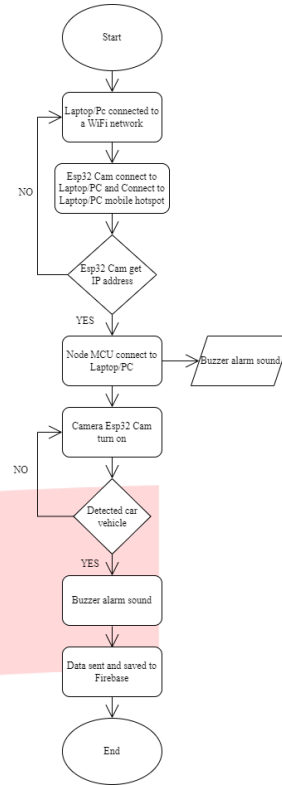 Start
Laptop/Pc connected to
a WiFi network
Esp32 Cam connect to
Laptop/PC and Connect to
Laptop/PC mobile hotspot
NO
Esp32 Cam get
IP address
YES
Node MCU connect to
Laptop/PC
Buzzer alarm sound
Camera Esp32 Cam
turn on
NO
Detected car
vehicle
YES
Buzzer alarm sound
Data sent and saved to
Firebase
End